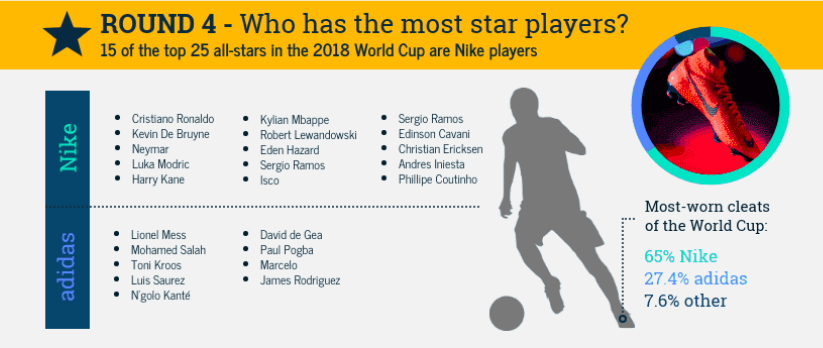 ROUND 4 - Who has the most star players?
15 of the top 25 all-stars in the 2018 World Cup are Nike players
Nike
• Cristiano Ronaldo
• Kevin De Bruyne
• Neymar
• Luka Modric
• Harry Kane
• Kylian Mbappe
• Robert Lewandowski
• Eden Hazard
• Sergio Ramos
• Isco
• Sergio Ramos
• Edinson Cavani
• Christian Ericksen
• Andres Iniesta
• Phillipe Coutinho
adidas
• Lionel Mess
• Mohamed Salah
• Toni Kroos
• Luis Saurez
• N'golo Kanté
• David de Gea
• Paul Pogba
• Marcelo
• James Rodriguez
Most-worn cleats
of the World Cup:
65% Nike
27.4% adidas
7.6% other